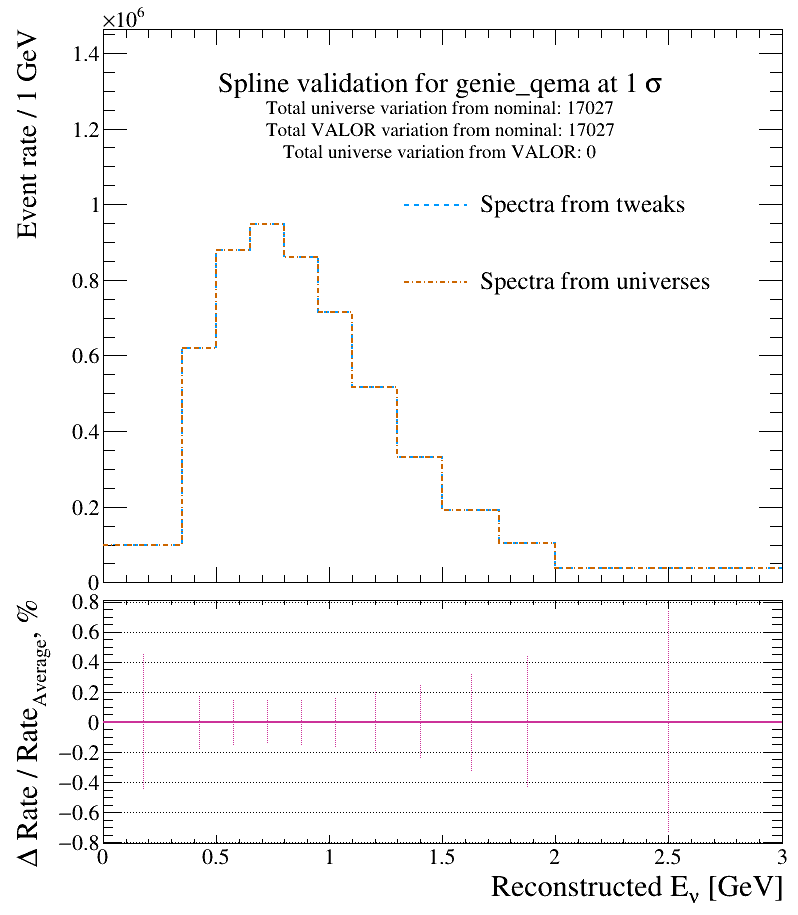 ×10⁶
Event rate / 1 GeV
1.4
1.2
1
0.8
0.6
0.4
0.2
0
Spline validation for genie_qema at 1 σ
Total universe variation from nominal: 17027
Total VALOR variation from nominal: 17027
Total universe variation from VALOR: 0
Spectra from tweaks
Spectra from universes
Δ Rate / Rate_Average, %
0.8
0.6
0.4
0.2
0
−0.2
−0.4
−0.6
−0.8
0 0.5 1 1.5 2 2.5 3
Reconstructed E_ν [GeV]